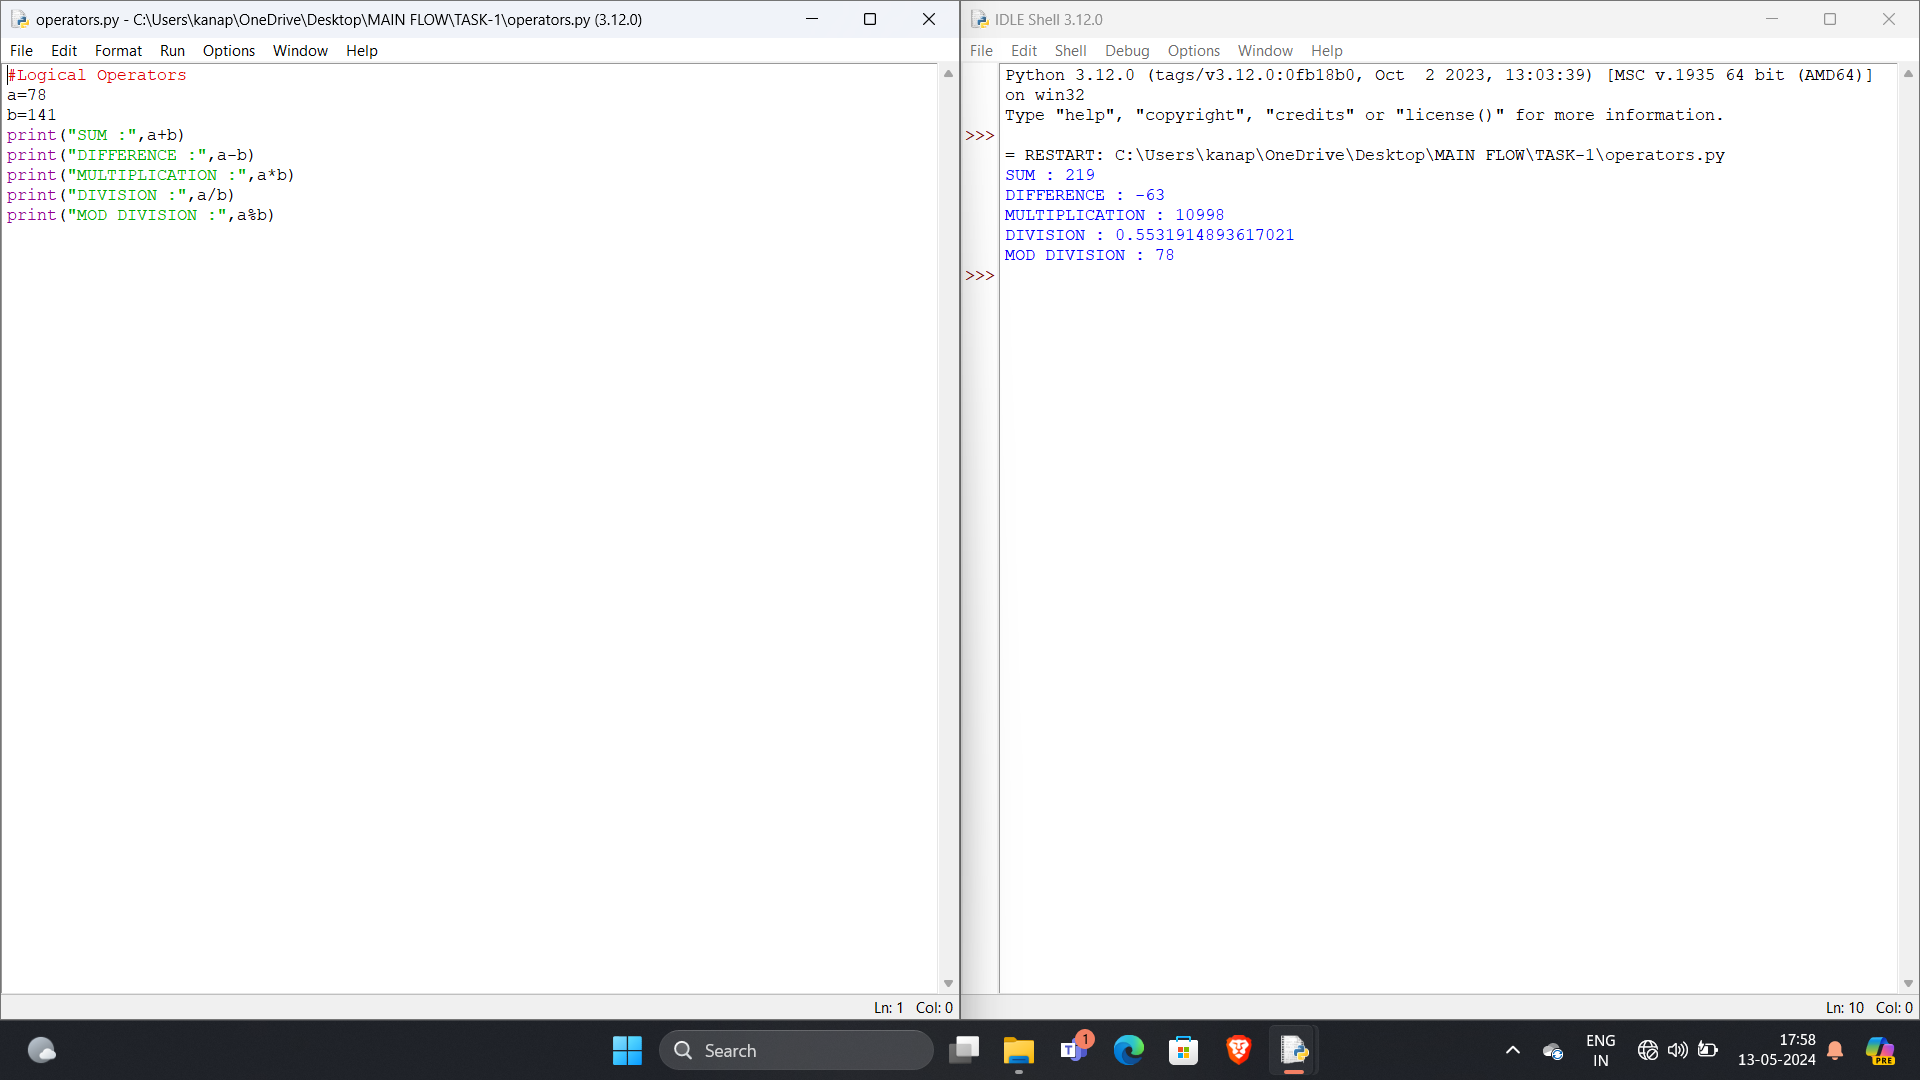 operators.py - C:\Users\kanap\OneDrive\Desktop\MAIN FLOW\TASK-1\operators.py (3.12.0)
File Edit Format Run Options Window Help
#Logical Operators
a=78
b=141
print("SUM :",a+b)
print("DIFFERENCE :",a-b)
print("MULTIPLICATION :",a*b)
print("DIVISION :",a/b)
print("MOD DIVISION :",a%b)
Ln: 1 Col: 0
IDLE Shell 3.12.0
File Edit Shell Debug Options Window Help
Python 3.12.0 (tags/v3.12.0:0fb18b0, Oct  2 2023, 13:03:39) [MSC v.1935 64 bit (AMD64)]
on win32
Type "help", "copyright", "credits" or "license()" for more information.
>>>
= RESTART: C:\Users\kanap\OneDrive\Desktop\MAIN FLOW\TASK-1\operators.py
SUM : 219
DIFFERENCE : -63
MULTIPLICATION : 10998
DIVISION : 0.5531914893617021
MOD DIVISION : 78
>>>
Ln: 10 Col: 0
Search
T
1
ENG
IN
17:58
13-05-2024
PRE